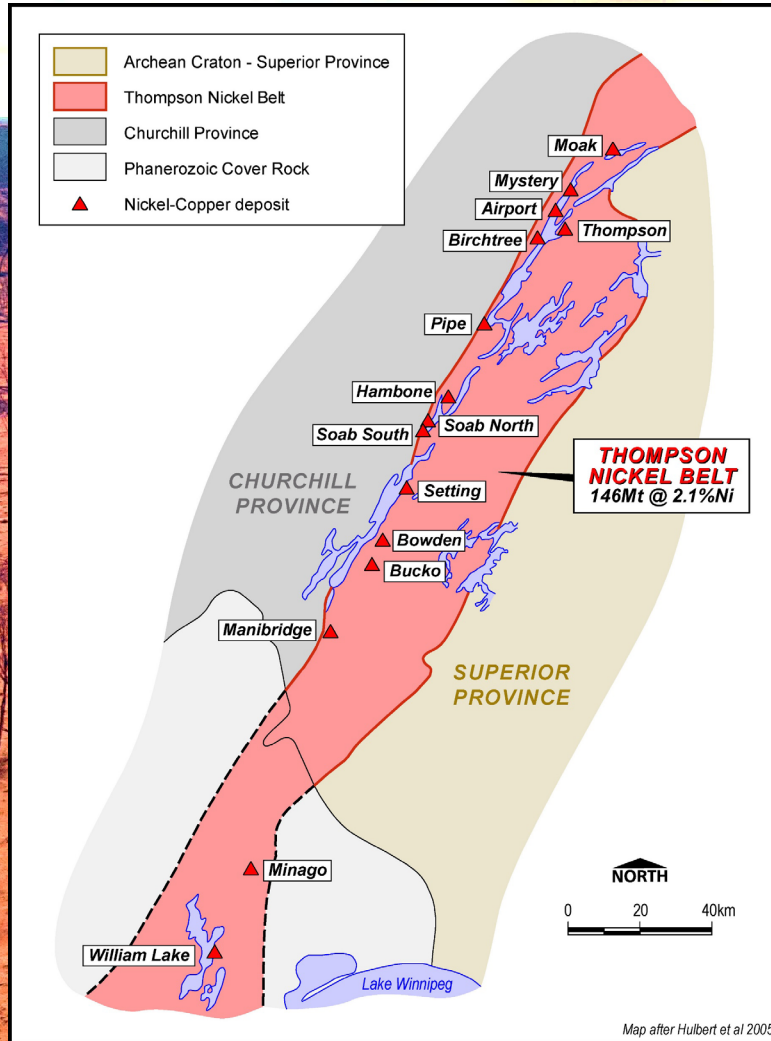 Archean Craton - Superior Province
Thompson Nickel Belt
Churchill Province
Phanerozoic Cover Rock
Nickel-Copper deposit
Moak
Mystery
Airport
Thompson
Birchtree
Pipe
Hambone
Soab North
Soab South
THOMPSON
NICKEL BELT
146Mt @ 2.1%Ni
CHURCHILL
PROVINCE
Setting
Bowden
Bucko
Manibridge
SUPERIOR
PROVINCE
Minago
NORTH
0 20 40km
William Lake
Lake Winnipeg
Map after Hulbert et al 2005